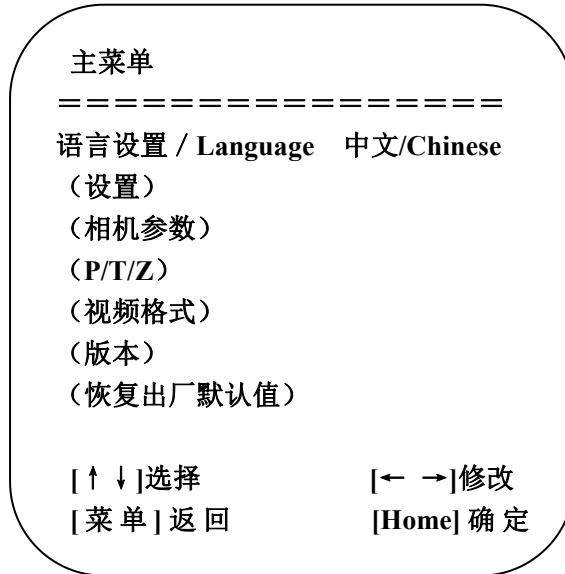 主菜单
================
语言设置 / Language 中文/Chinese
（设置）
（相机参数）
（P/T/Z）
（视频格式）
（版本）
（恢复出厂默认值）
[↑ ↓]选择 [← →]修改
[菜单]返回 [Home] 确定